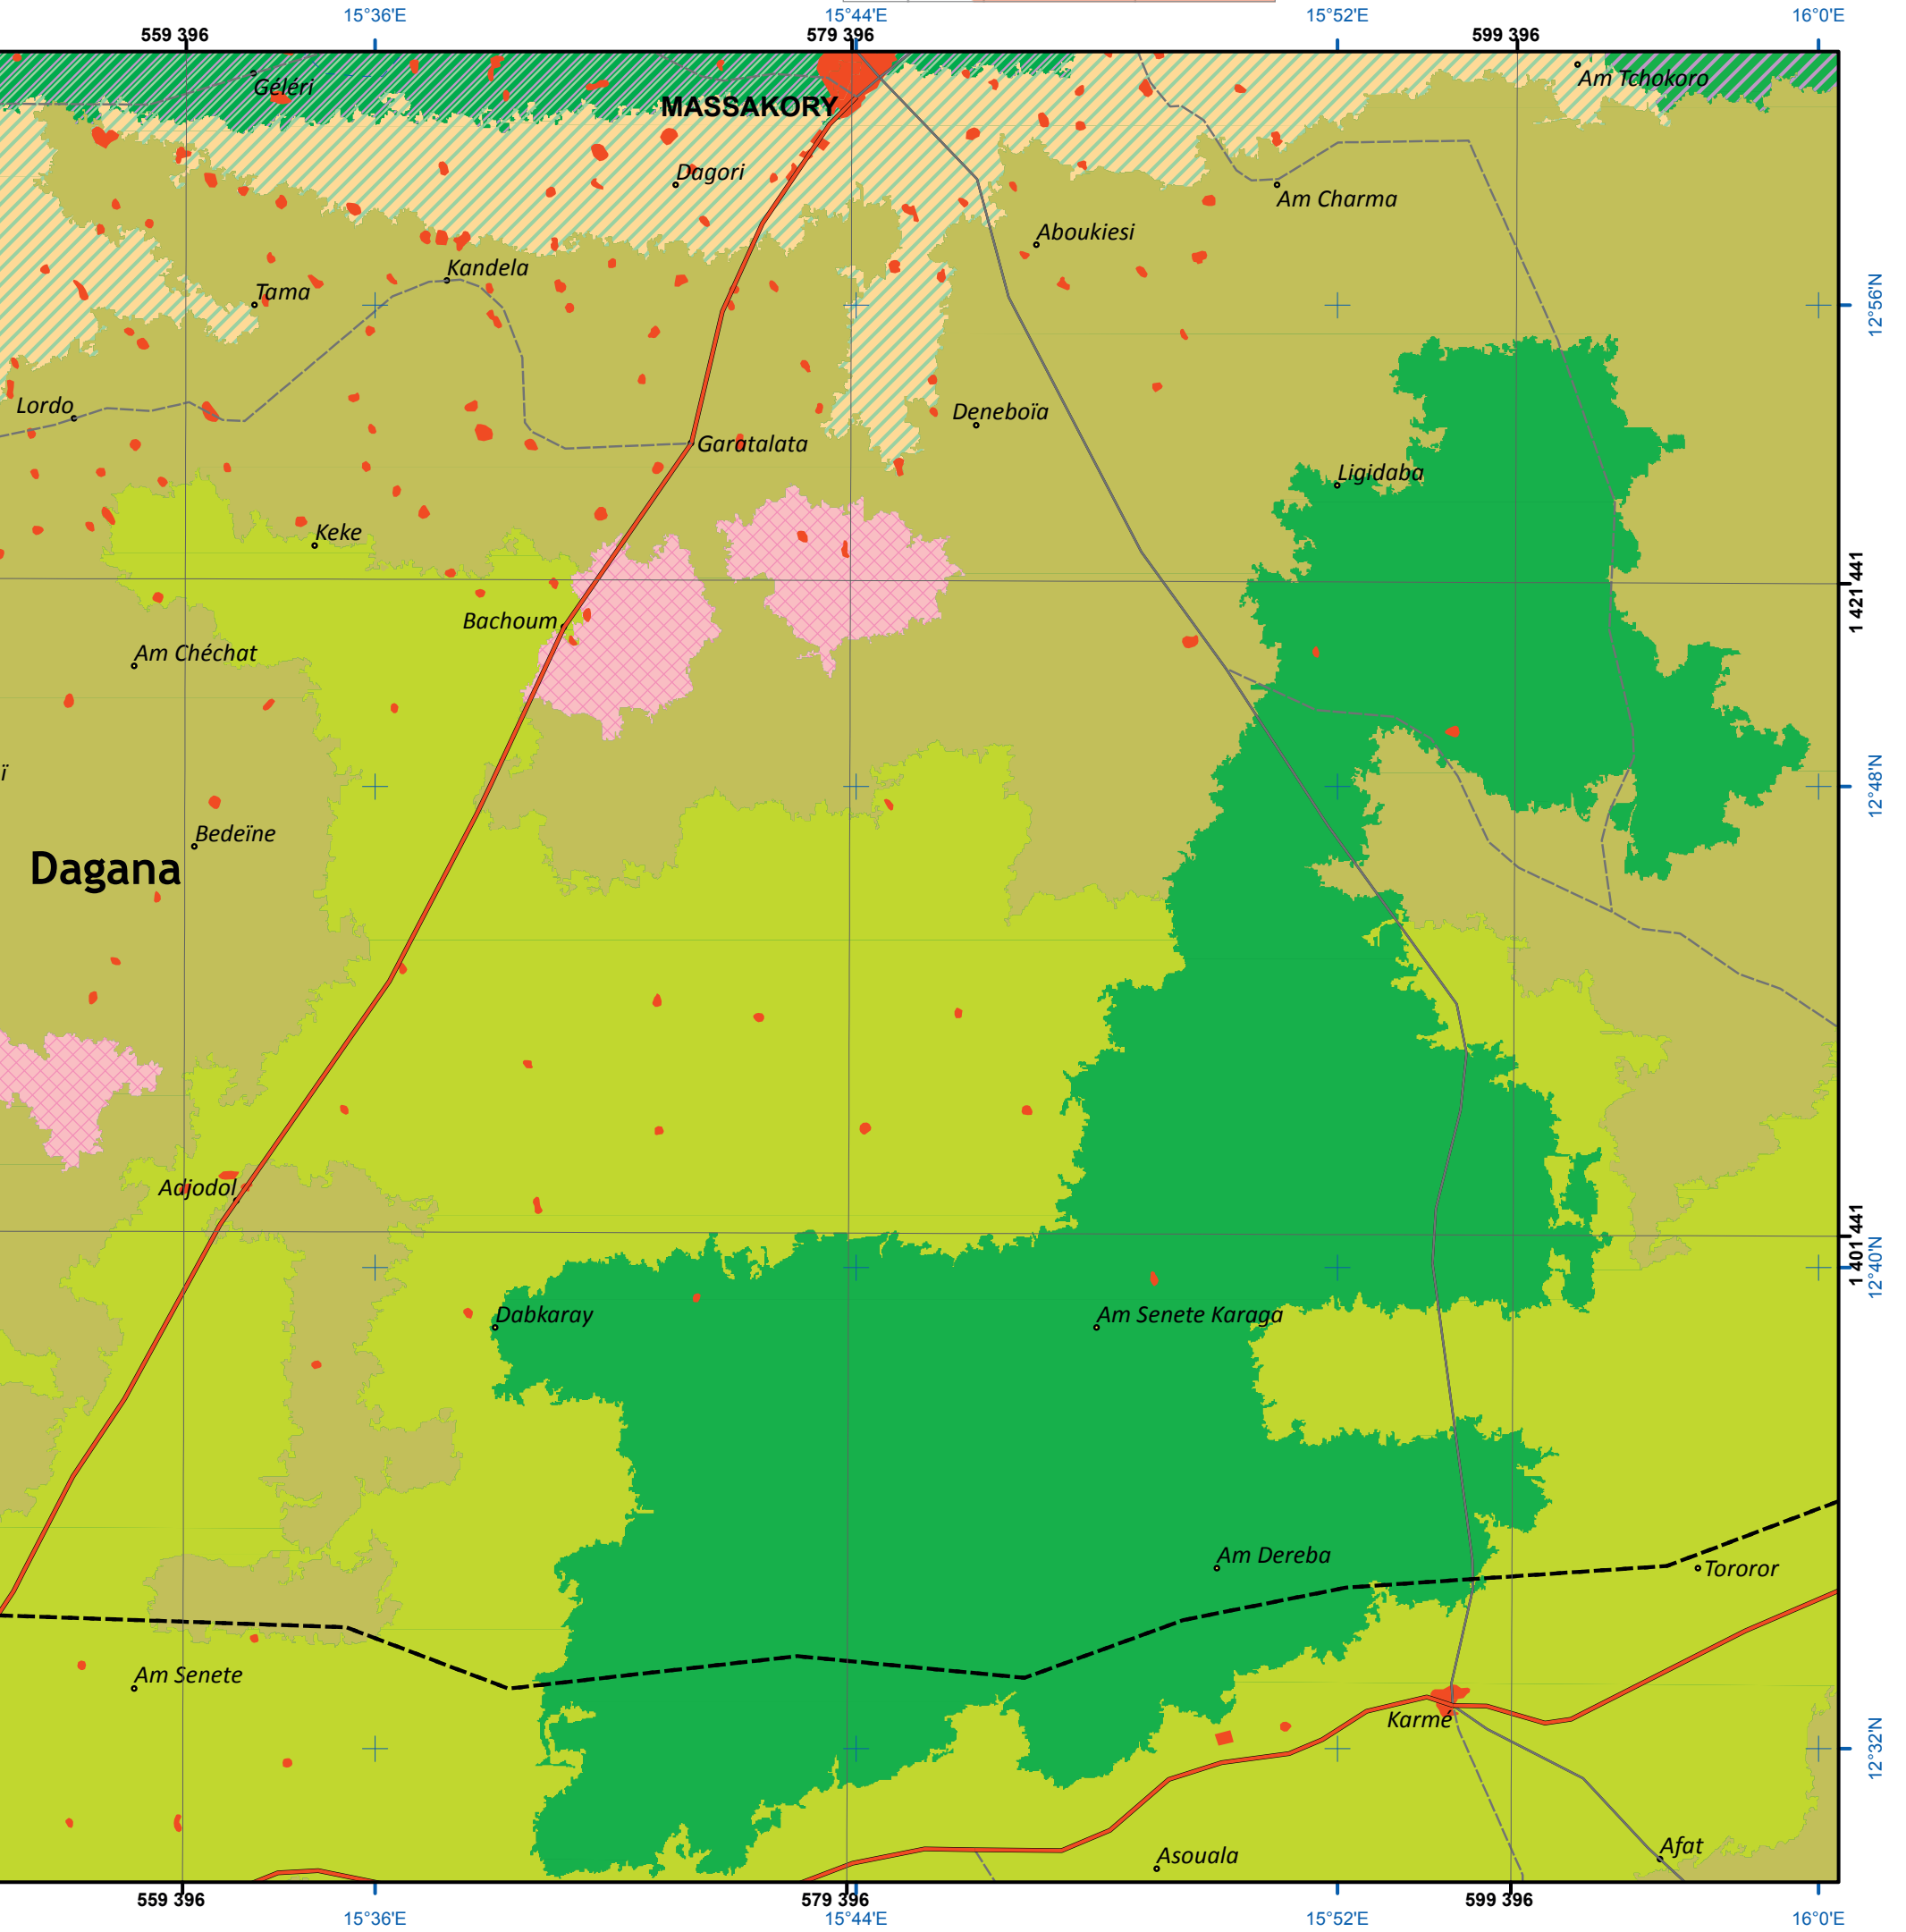 15°36'E
15°44'E
15°52'E
16°0'E
559 396
579 396
599 396
Géléri
Am Tchokoro
MASSAKORY
Dagori
Am Charma
Aboukiesi
Kandela
Tama
12°56'N
Lordo
Deneboïa
Garatalata
Ligidaba
Keke
1 421 441
Bachoum
Am Chéchat
ï
12°48'N
Bedeïne
Dagana
Adjodol
1 401 441
12°40'N
Dabkaray
Am Senete Karaga
Am Dereba
Tororor
Am Senete
Karmé
12°32'N
Asouala
Afat
559 396
579 396
599 396
15°36'E
15°44'E
15°52'E
16°0'E